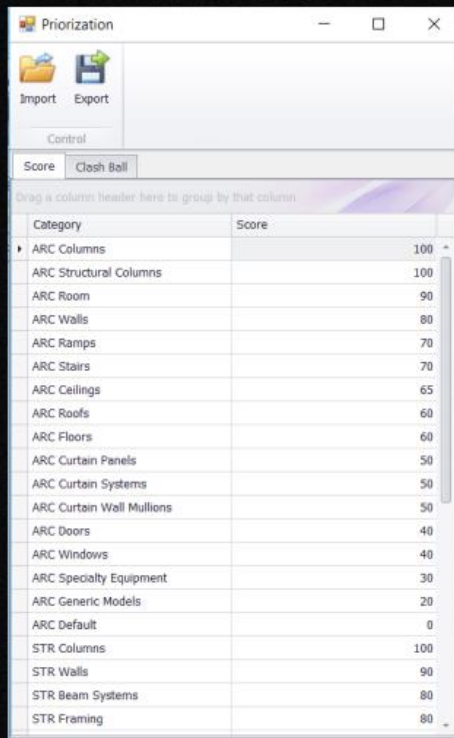 Priorization
Import Export
Control
Score Clash Ball
Drag a column header here to group by that column
Category Score
ARC Columns 100
ARC Structural Columns 100
ARC Room 90
ARC Walls 80
ARC Ramps 70
ARC Stairs 70
ARC Ceilings 65
ARC Roofs 60
ARC Floors 60
ARC Curtain Panels 50
ARC Curtain Systems 50
ARC Curtain Wall Mullions 50
ARC Doors 40
ARC Windows 40
ARC Specialty Equipment 30
ARC Generic Models 20
ARC Default 0
STR Columns 100
STR Walls 90
STR Beam Systems 80
STR Framing 80